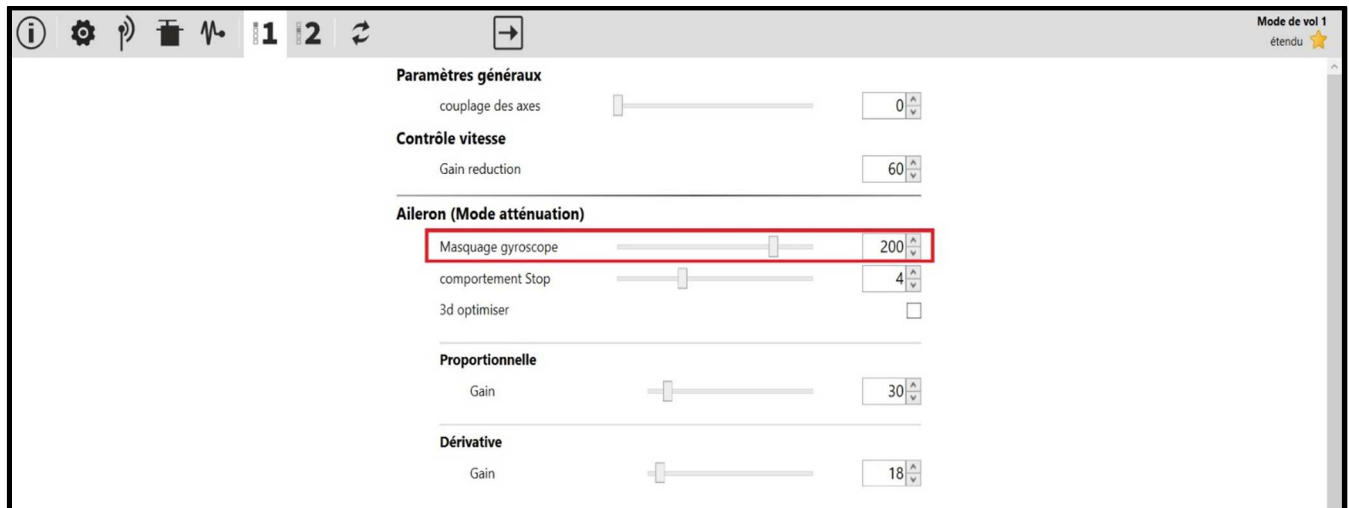 1 2
Mode de vol 1
étendu
Paramètres généraux
couplage des axes 0
Contrôle vitesse
Gain reduction 60
Aileron (Mode atténuation)
Masquage gyroscope 200
comportement Stop 4
3d optimiser
Proportionnelle
Gain 30
Dérivative
Gain 18